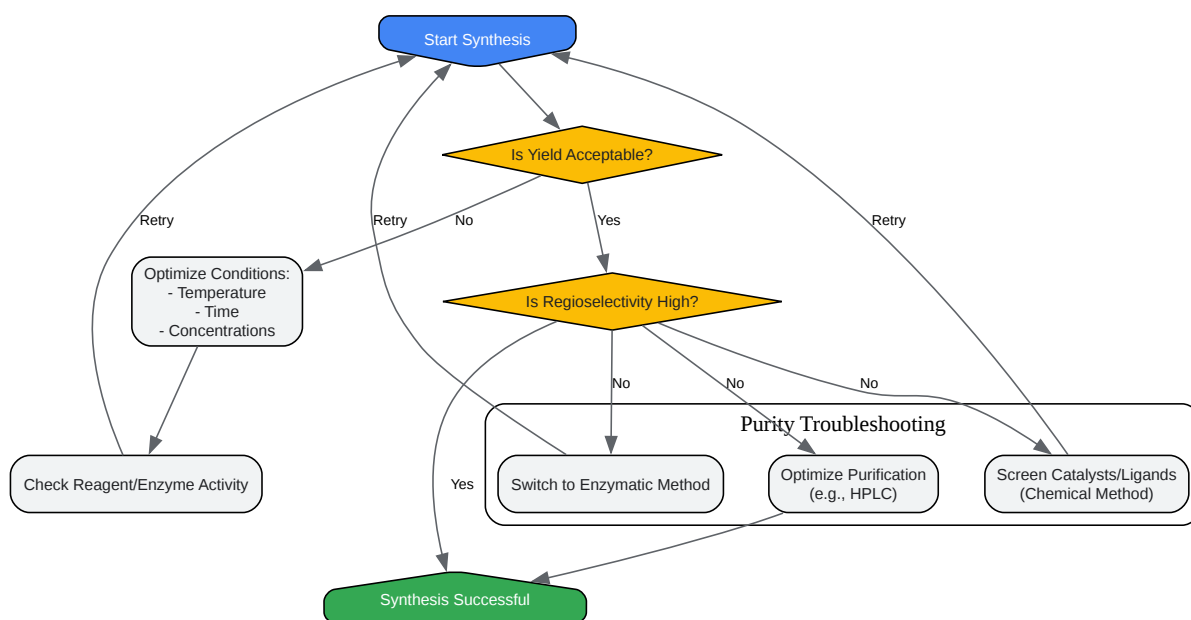 Start Synthesis
Is Yield Acceptable?
Retry
Retry
No
Yes
Retry
Optimize Conditions:
- Temperature
- Time
- Concentrations
Is Regioselectivity High?
No
No
No
Purity Troubleshooting
Check Reagent/Enzyme Activity
Yes
Switch to Enzymatic Method
Optimize Purification
(e.g., HPLC)
Screen Catalysts/Ligands
(Chemical Method)
Synthesis Successful